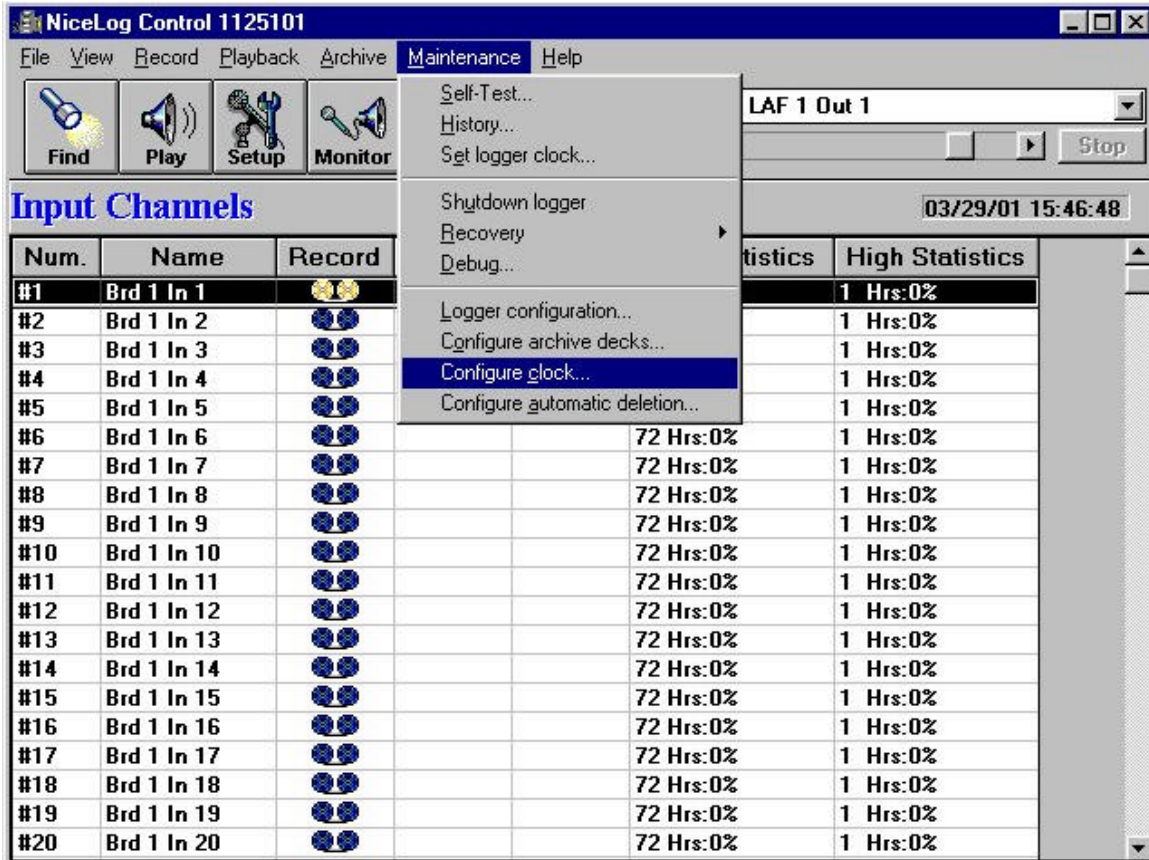 NiceLog Control 1125101
File View Record Playback Archive Maintenance Help
Find Play Setup Monitor
LAF 1 Out 1
Stop
Self-Test...
History...
Set logger clock...
Shutdown logger
Recovery
Debug...
Logger configuration...
Configure archive decks...
Configure clock...
Configure automatic deletion...
Input Channels 03/29/01 15:46:48
Num. Name Record tistics High Statistics
#1 Brd 1 In 1 1 Hrs:0%
#2 Brd 1 In 2 1 Hrs:0%
#3 Brd 1 In 3 1 Hrs:0%
#4 Brd 1 In 4 1 Hrs:0%
#5 Brd 1 In 5 1 Hrs:0%
#6 Brd 1 In 6 72 Hrs:0% 1 Hrs:0%
#7 Brd 1 In 7 72 Hrs:0% 1 Hrs:0%
#8 Brd 1 In 8 72 Hrs:0% 1 Hrs:0%
#9 Brd 1 In 9 72 Hrs:0% 1 Hrs:0%
#10 Brd 1 In 10 72 Hrs:0% 1 Hrs:0%
#11 Brd 1 In 11 72 Hrs:0% 1 Hrs:0%
#12 Brd 1 In 12 72 Hrs:0% 1 Hrs:0%
#13 Brd 1 In 13 72 Hrs:0% 1 Hrs:0%
#14 Brd 1 In 14 72 Hrs:0% 1 Hrs:0%
#15 Brd 1 In 15 72 Hrs:0% 1 Hrs:0%
#16 Brd 1 In 16 72 Hrs:0% 1 Hrs:0%
#17 Brd 1 In 17 72 Hrs:0% 1 Hrs:0%
#18 Brd 1 In 18 72 Hrs:0% 1 Hrs:0%
#19 Brd 1 In 19 72 Hrs:0% 1 Hrs:0%
#20 Brd 1 In 20 72 Hrs:0% 1 Hrs:0%